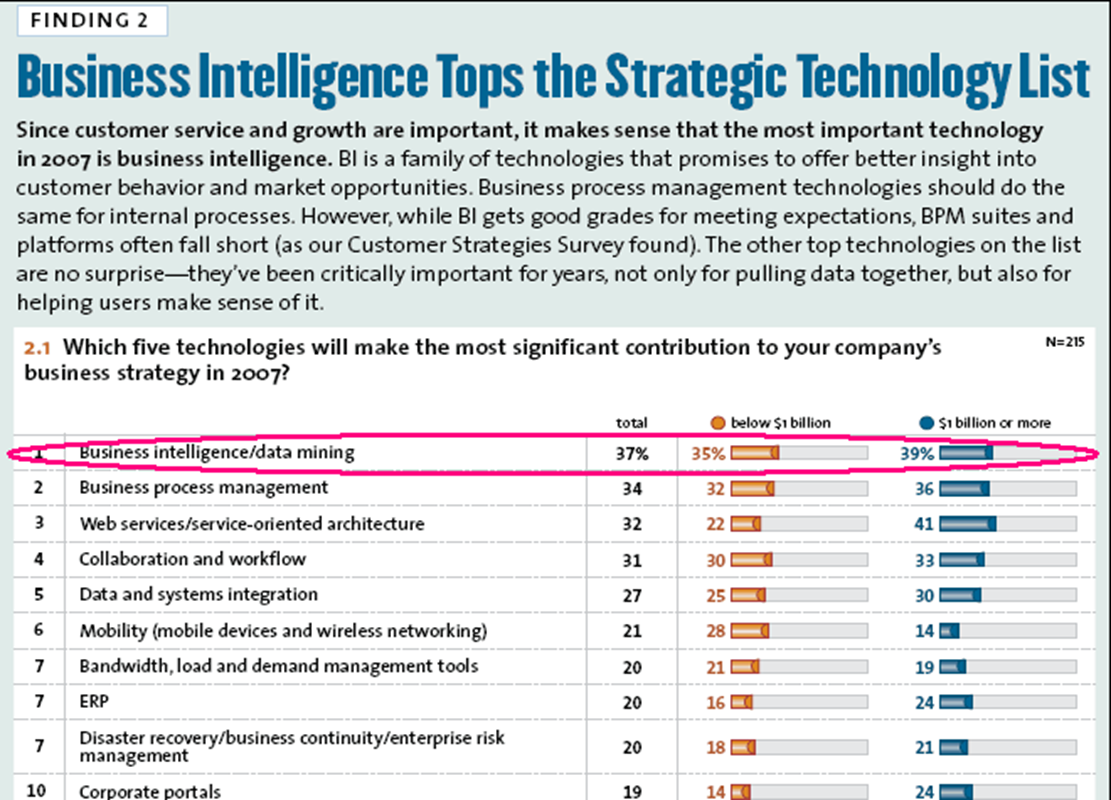 FINDING 2
Business Intelligence Tops the Strategic Technology List
Since customer service and growth are important, it makes sense that the most important technology
in 2007 is business intelligence. BI is a family of technologies that promises to offer better insight into
customer behavior and market opportunities. Business process management technologies should do the
same for internal processes. However, while BI gets good grades for meeting expectations, BPM suites and
platforms often fall short (as our Customer Strategies Survey found). The other top technologies on the list
are no surprise—they've been critically important for years, not only for pulling data together, but also for
helping users make sense of it.
2.1 Which five technologies will make the most significant contribution to your company's N=215
business strategy in 2007?
total below $1 billion $1 billion or more
1 Business intelligence/data mining 37% 35% 39%
2 Business process management 34 32 36
3 Web services/service-oriented architecture 32 22 41
4 Collaboration and workflow 31 30 33
5 Data and systems integration 27 25 30
6 Mobility (mobile devices and wireless networking) 21 28 14
7 Bandwidth, load and demand management tools 20 21 19
7 ERP 20 16 24
7 Disaster recovery/business continuity/enterprise risk
management 20 18 21
10 Corporate portals 19 14 24